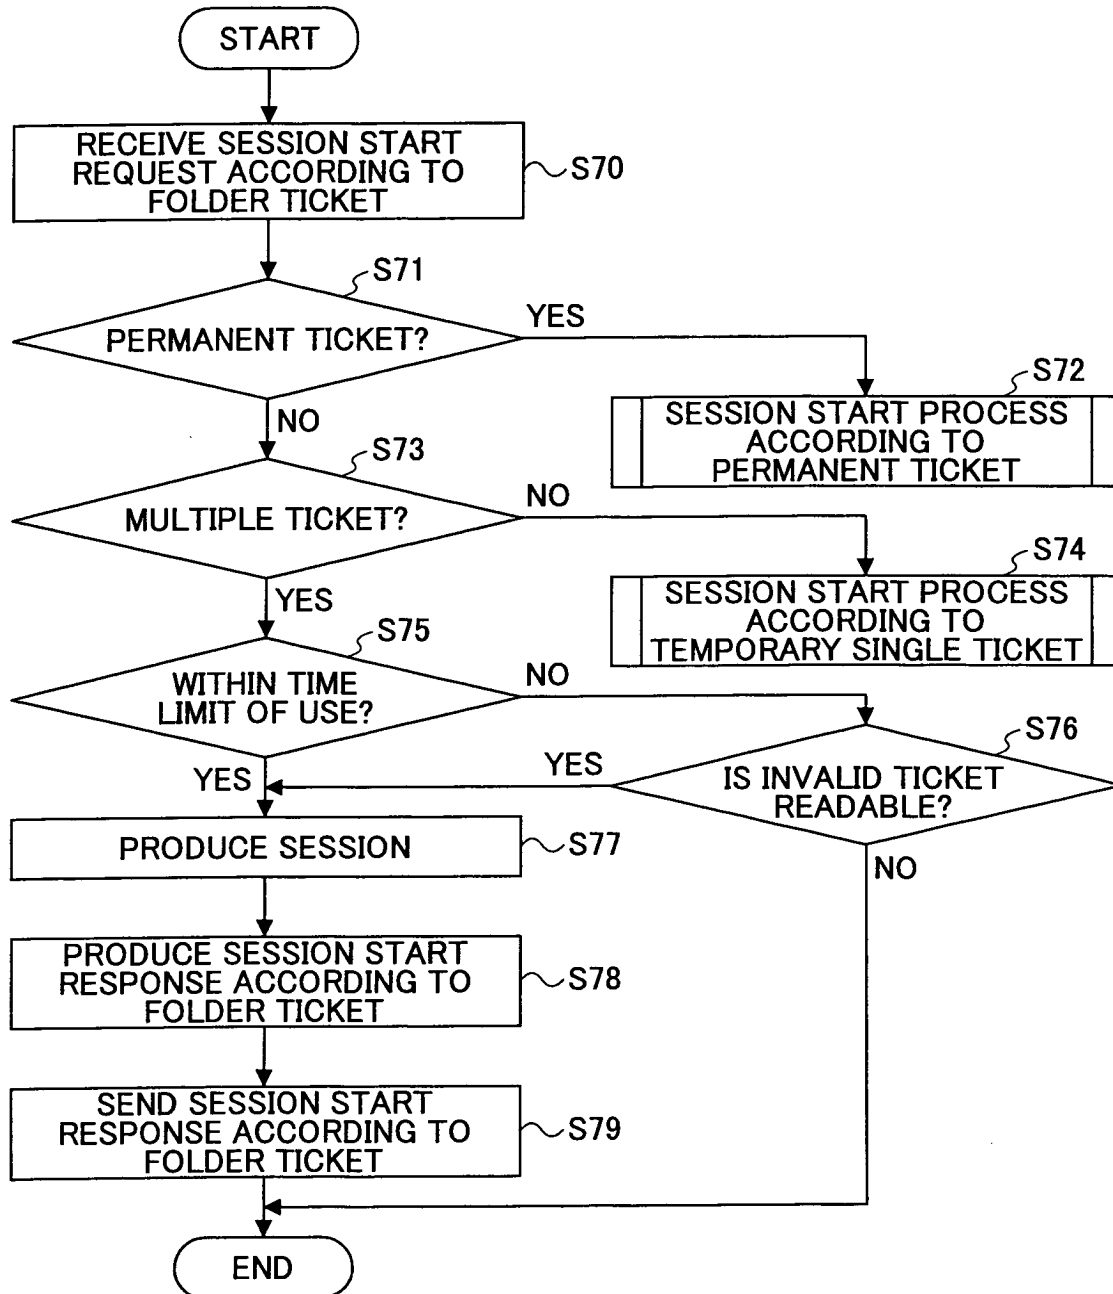 START
RECEIVE SESSION START
REQUEST ACCORDING TO
FOLDER TICKET
S70
S71
PERMANENT TICKET?
YES
NO
S72
SESSION START PROCESS
ACCORDING TO
PERMANENT TICKET
S73
MULTIPLE TICKET?
NO
YES
S74
SESSION START PROCESS
ACCORDING TO
TEMPORARY SINGLE TICKET
S75
WITHIN TIME
LIMIT OF USE?
NO
YES
S76
IS INVALID TICKET
READABLE?
YES
NO
PRODUCE SESSION
S77
PRODUCE SESSION START
RESPONSE ACCORDING TO
FOLDER TICKET
S78
SEND SESSION START
RESPONSE ACCORDING TO
FOLDER TICKET
S79
END